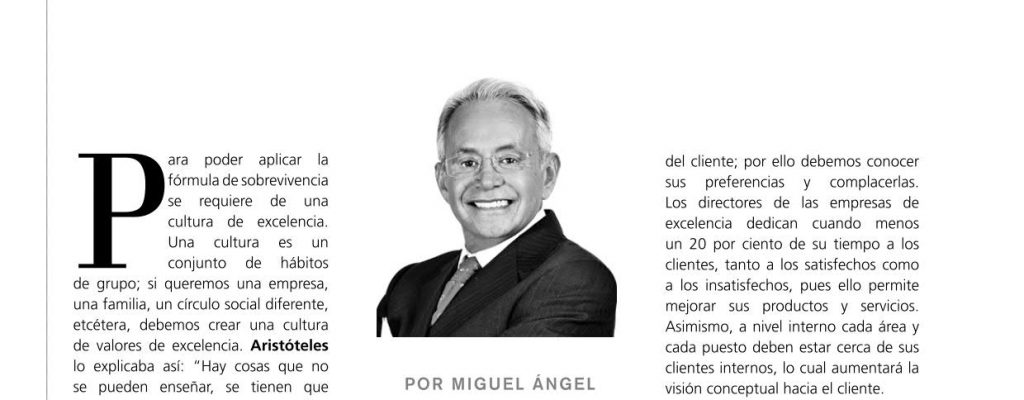 Para poder aplicar la
fórmula de sobrevivencia
se requiere de una
cultura de excelencia.
Una cultura es un
conjunto de hábitos
de grupo; si queremos una empresa,
una familia, un círculo social diferente,
etcétera, debemos crear una cultura
de valores de excelencia. Aristóteles
lo explicaba así: “Hay cosas que no
se pueden enseñar, se tienen que
POR MIGUEL ÁNGEL
del cliente; por ello debemos conocer
sus preferencias y complacerlas.
Los directores de las empresas de
excelencia dedican cuando menos
un 20 por ciento de su tiempo a los
clientes, tanto a los satisfechos como
a los insatisfechos, pues ello permite
mejorar sus productos y servicios.
Asimismo, a nivel interno cada área y
cada puesto deben estar cerca de sus
clientes internos, lo cual aumentará la
visión conceptual hacia el cliente.